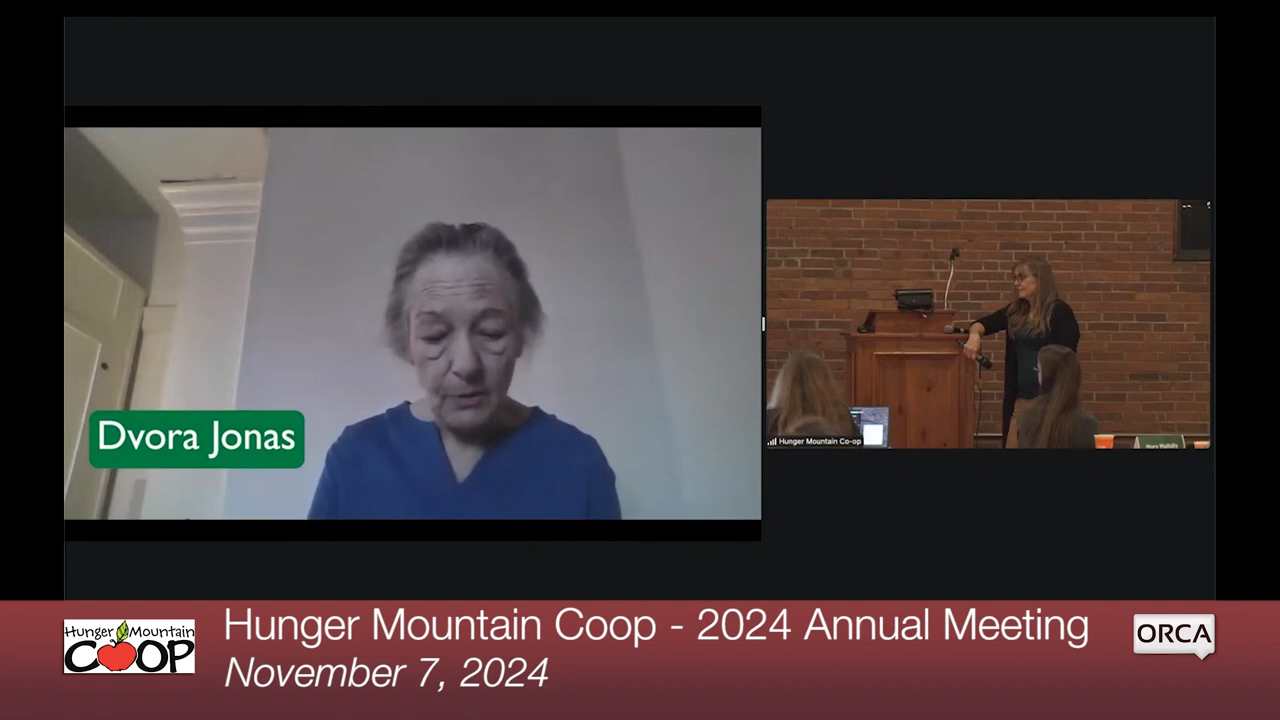 Dvora Jonas
Hunger Mountain Co-op
Hunger Mountain Coop - 2024 Annual Meeting
November 7, 2024
Hunger Mountain
COOP
ORCA